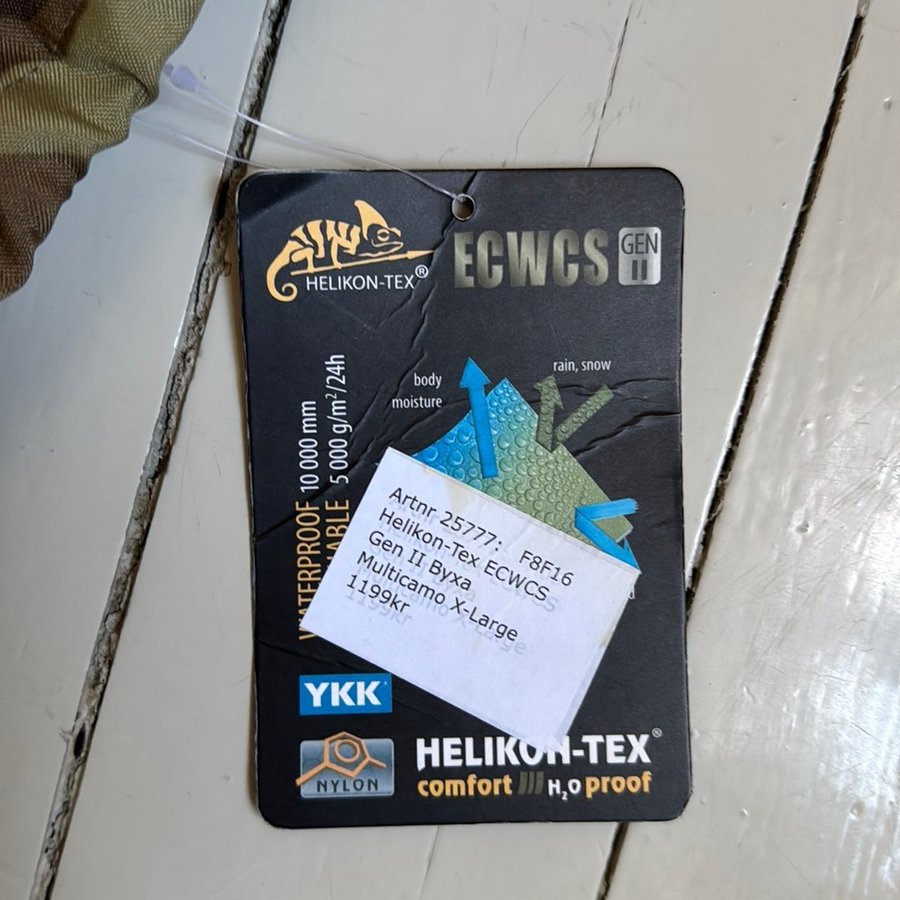 HELIKON-TEX®
ECWCS
GEN
II
body
moisture
rain, snow
WATERPROOF 10 000 mm
5 000 g/m²/24h
Artnr 25777: F8F16
Helikon-Tex ECWCS
Gen II Byxa
Multicamo X-Large
1199kr
YKK
NYLON
HELIKON-TEX®
comfort H₂O proof